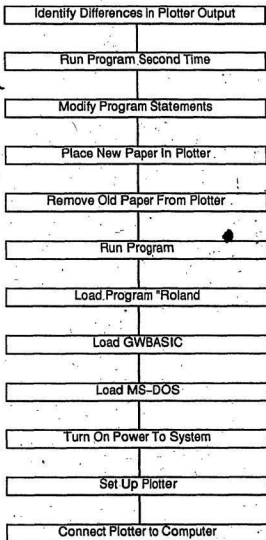 Identify Differences in Plotter Output
Run Program Second Time
Modify Program Statements
Place New Paper In Plotter
Remove Old Paper From Plotter
Run Program
Load Program "Roland
Load GWBASIC
Load MS-DOS
Turn On Power To System
Set Up Plotter
Connect Plotter to Computer